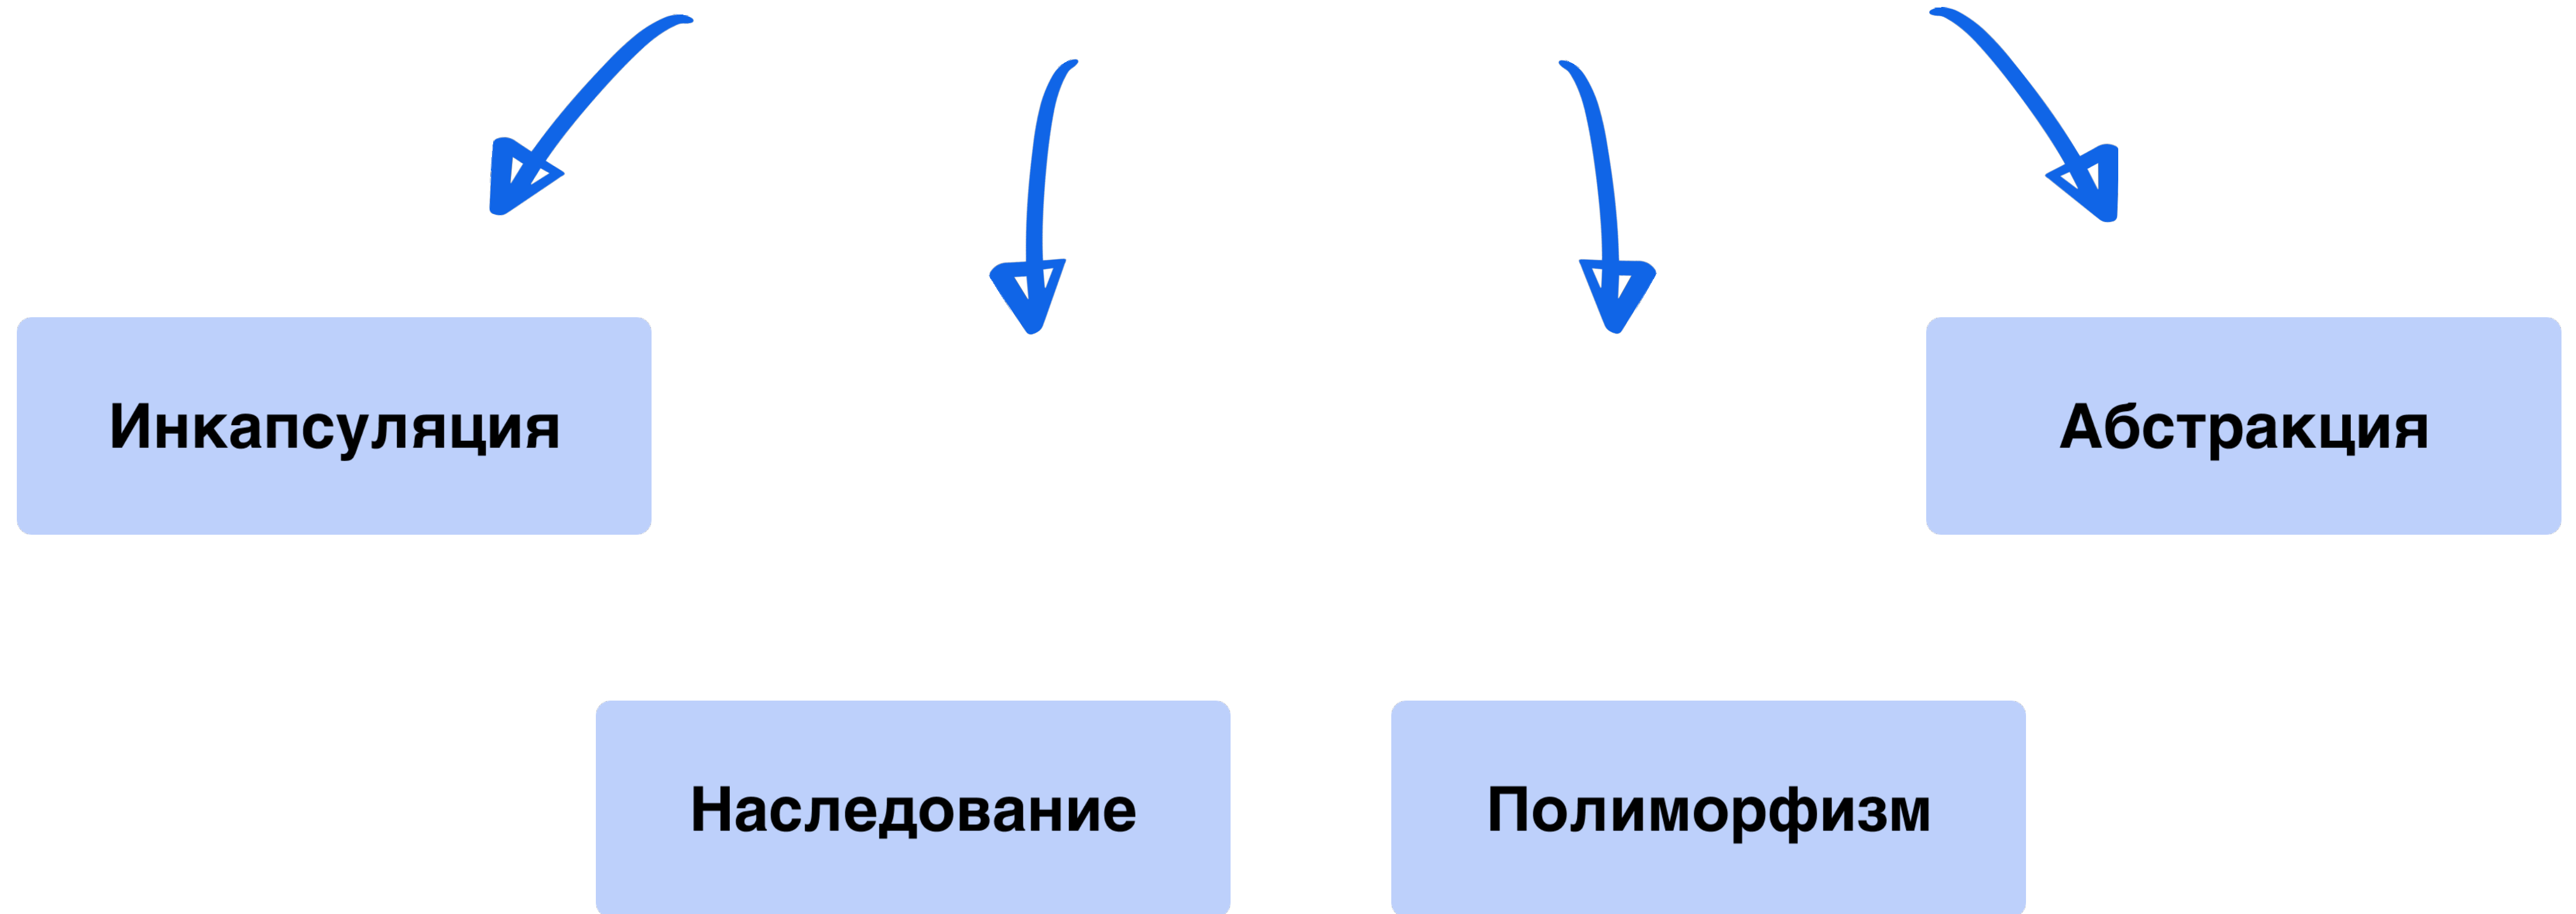 Инкапсуляция
Абстракция
Наследование
Полиморфизм